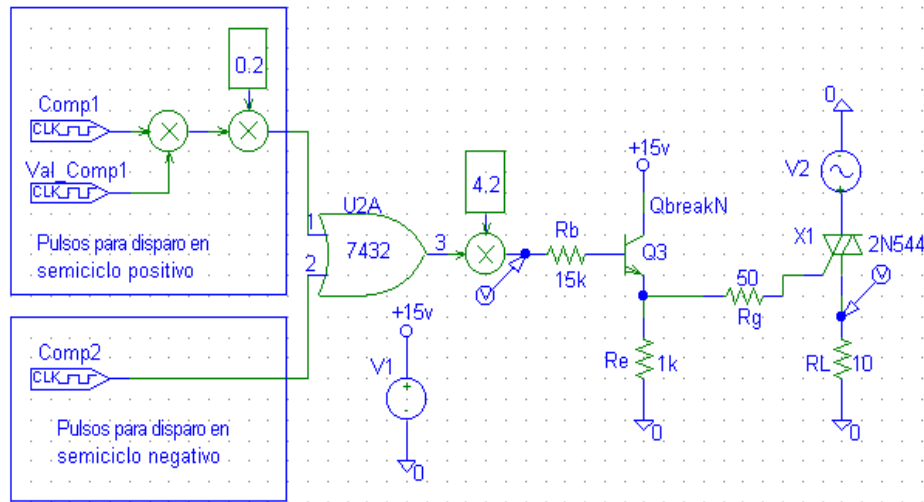 0.2
Comp1
CLK
Val_Comp1
CLK
Pulsos para disparo en
semiciclo positivo
Comp2
CLK
Pulsos para disparo en
semiciclo negativo
U2A
1
2
7432
3
4.2
+15v
V1
+
-
0
Rb
15k
+15v
QbreakN
Q3
50
Rg
Re
1k
0
0
V2
+
X1
2N544
V
V
RL
10
0